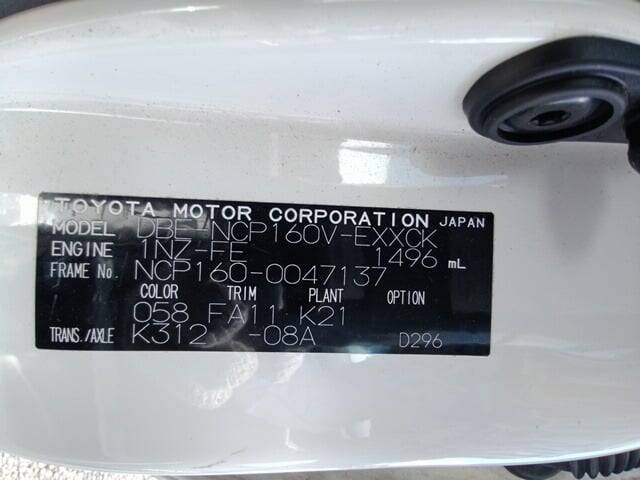 TOYOTA MOTOR CORPORATION JAPAN
MODEL DBE-NCP160V-EXXCK
ENGINE 1NZ-FE 1496 mL
FRAME No. NCP160-0047137
COLOR TRIM PLANT OPTION
058 FA11 K21
TRANS./AXLE K312 -08A D296